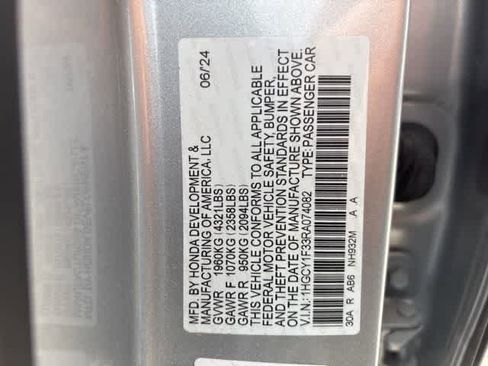 MFD. BY HONDA DEVELOPMENT & 06/'24
MANUFACTURING OF AMERICA, LLC
GVWR 1960KG (4321LBS)
GAWR F 1070KG (2358LBS)
GAWR R 950KG (2094LBS)
THIS VEHICLE CONFORMS TO ALL APPLICABLE
FEDERAL MOTOR VEHICLE SAFETY, BUMPER,
AND THEFT PREVENTION STANDARDS IN EFFECT
ON THE DATE OF MANUFACTURE SHOWN ABOVE.
V.I.N.: 1HGCY1F33RA074082 TYPE: PASSENGER CAR
30A R AB6 NH932M A A